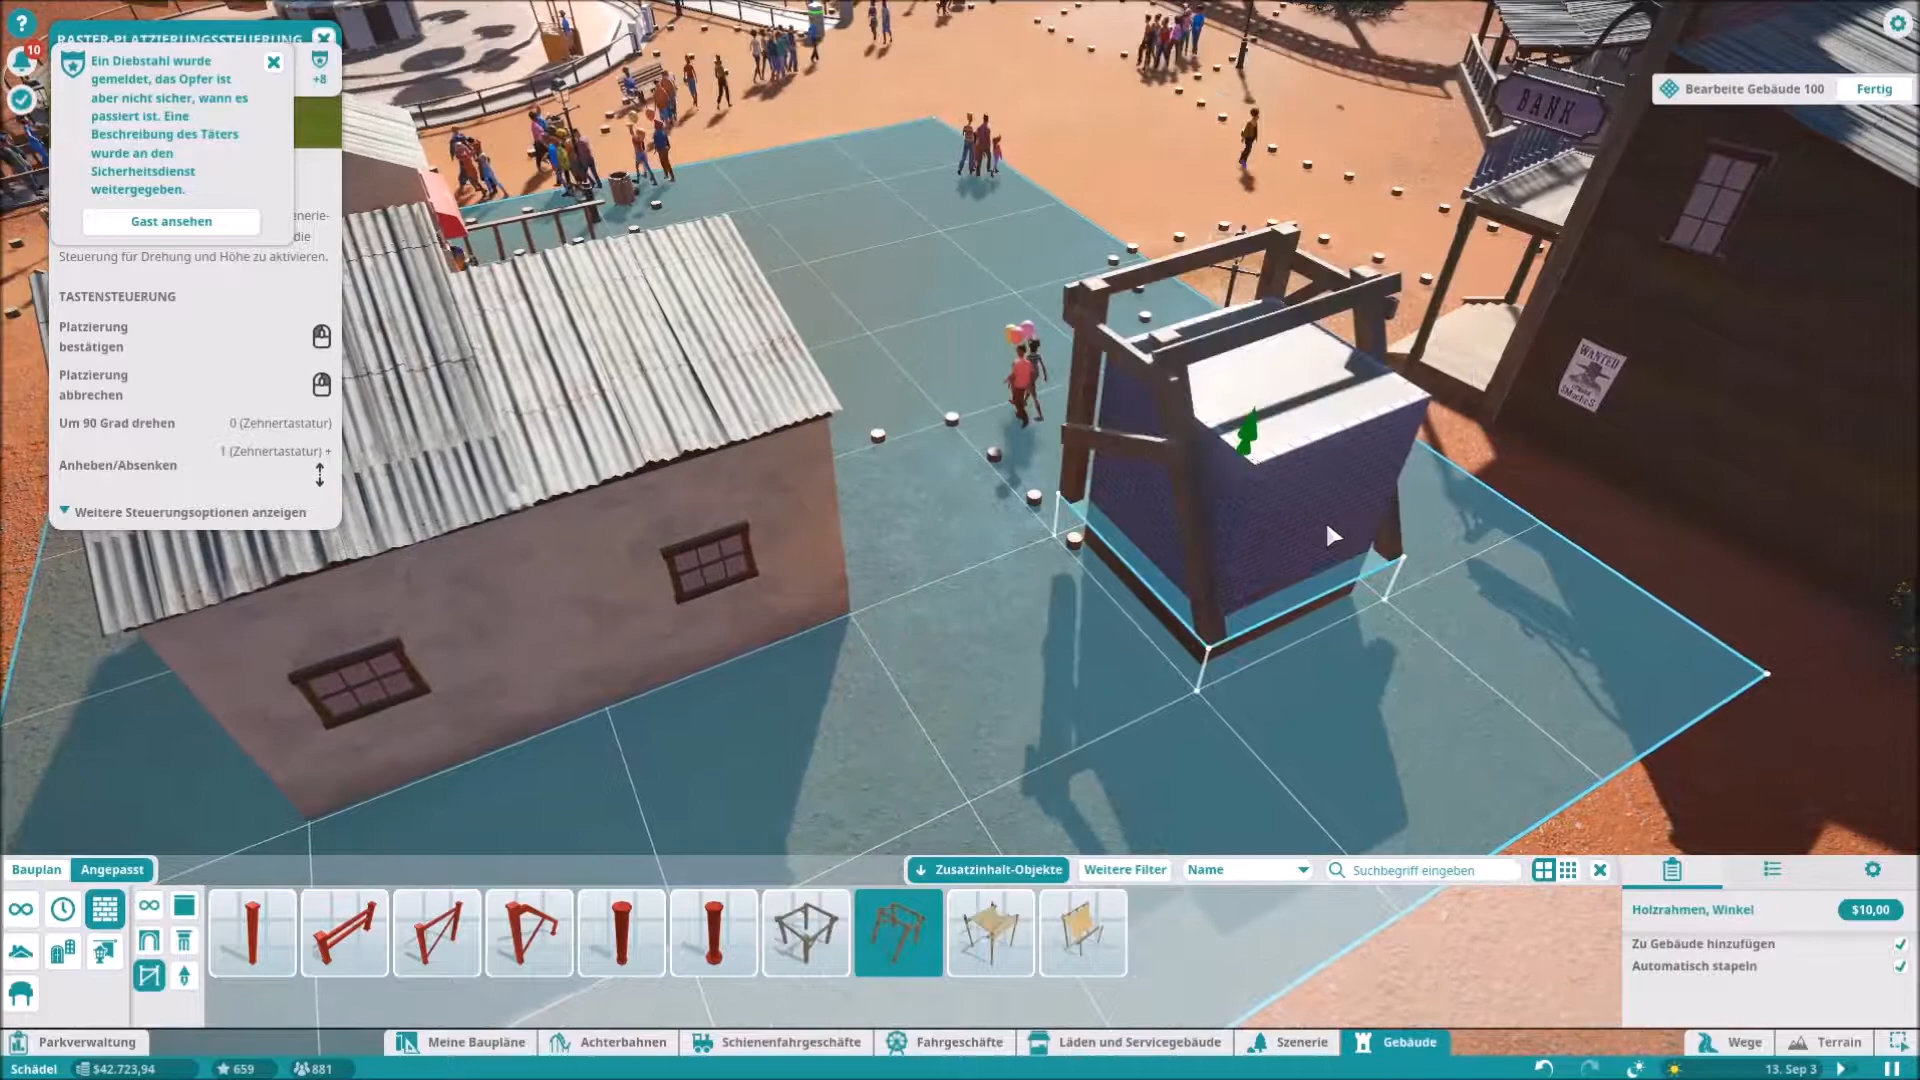 RASTER-PLATZIERUNGSSTEUERUNG
10
Ein Diebstahl wurde
gemeldet, das Opfer ist
aber nicht sicher, wann es
passiert ist. Eine
Beschreibung des Täters
wurde an den
Sicherheitsdienst
weitergegeben.
+8
Gast ansehen
enerie-
die
Steuerung für Drehung und Höhe zu aktivieren.
TASTENSTEUERUNG
Platzierung
bestätigen
Platzierung
abbrechen
Um 90 Grad drehen 0 (Zehnertastatur)
1 (Zehnertastatur) +
Anheben/Absenken
Weitere Steuerungsoptionen anzeigen
Bearbeite Gebäude 100 Fertig
BANK
WANTED
Bauplan Angepasst
Zusatzinhalt-Objekte Weitere Filter Name Suchbegriff eingeben
Holzrahmen, Winkel $10,00
Zu Gebäude hinzufügen
Automatisch stapeln
Parkverwaltung Meine Baupläne Achterbahnen Schienenfahrgeschäfte Fahrgeschäfte Läden und Servicegebäude Szenerie Gebäude Wege Terrain
Schädel $42.723,94 659 881 13. Sep 3